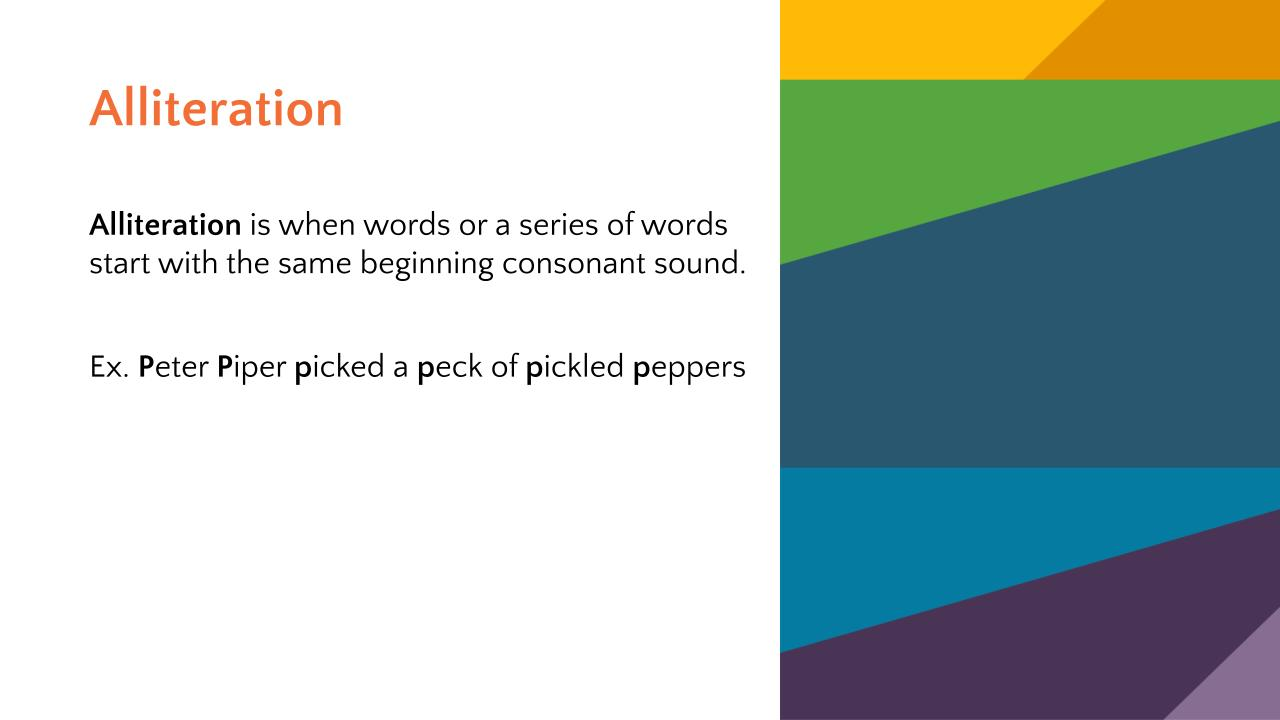 Alliteration
Alliteration is when words or a series of words
start with the same beginning consonant sound.
Ex. Peter Piper picked a peck of pickled peppers